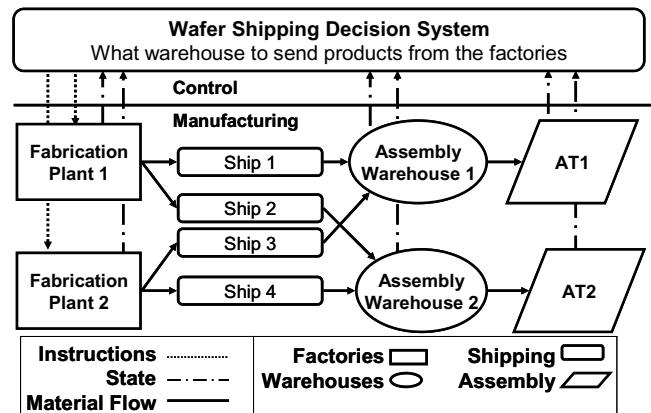 Wafer Shipping Decision System
What warehouse to send products from the factories
Control
Manufacturing
Fabrication
Plant 1
Ship 1
Ship 2
Ship 3
Ship 4
Assembly
Warehouse 1
AT1
Fabrication
Plant 2
Assembly
Warehouse 2
AT2
Instructions
State
Material Flow
Factories
Warehouses
Shipping
Assembly